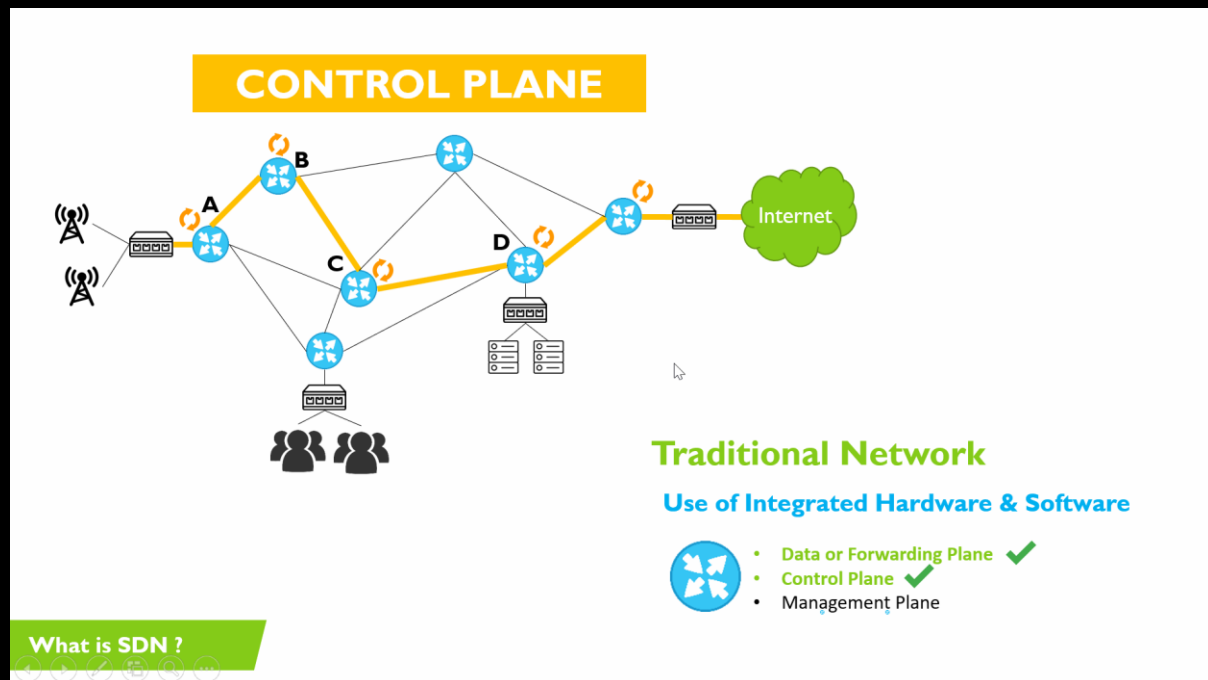 CONTROL PLANE
B
A
Internet
D
C
Traditional Network
Use of Integrated Hardware & Software
• Data or Forwarding Plane
• Control Plane
• Management Plane
What is SDN ?